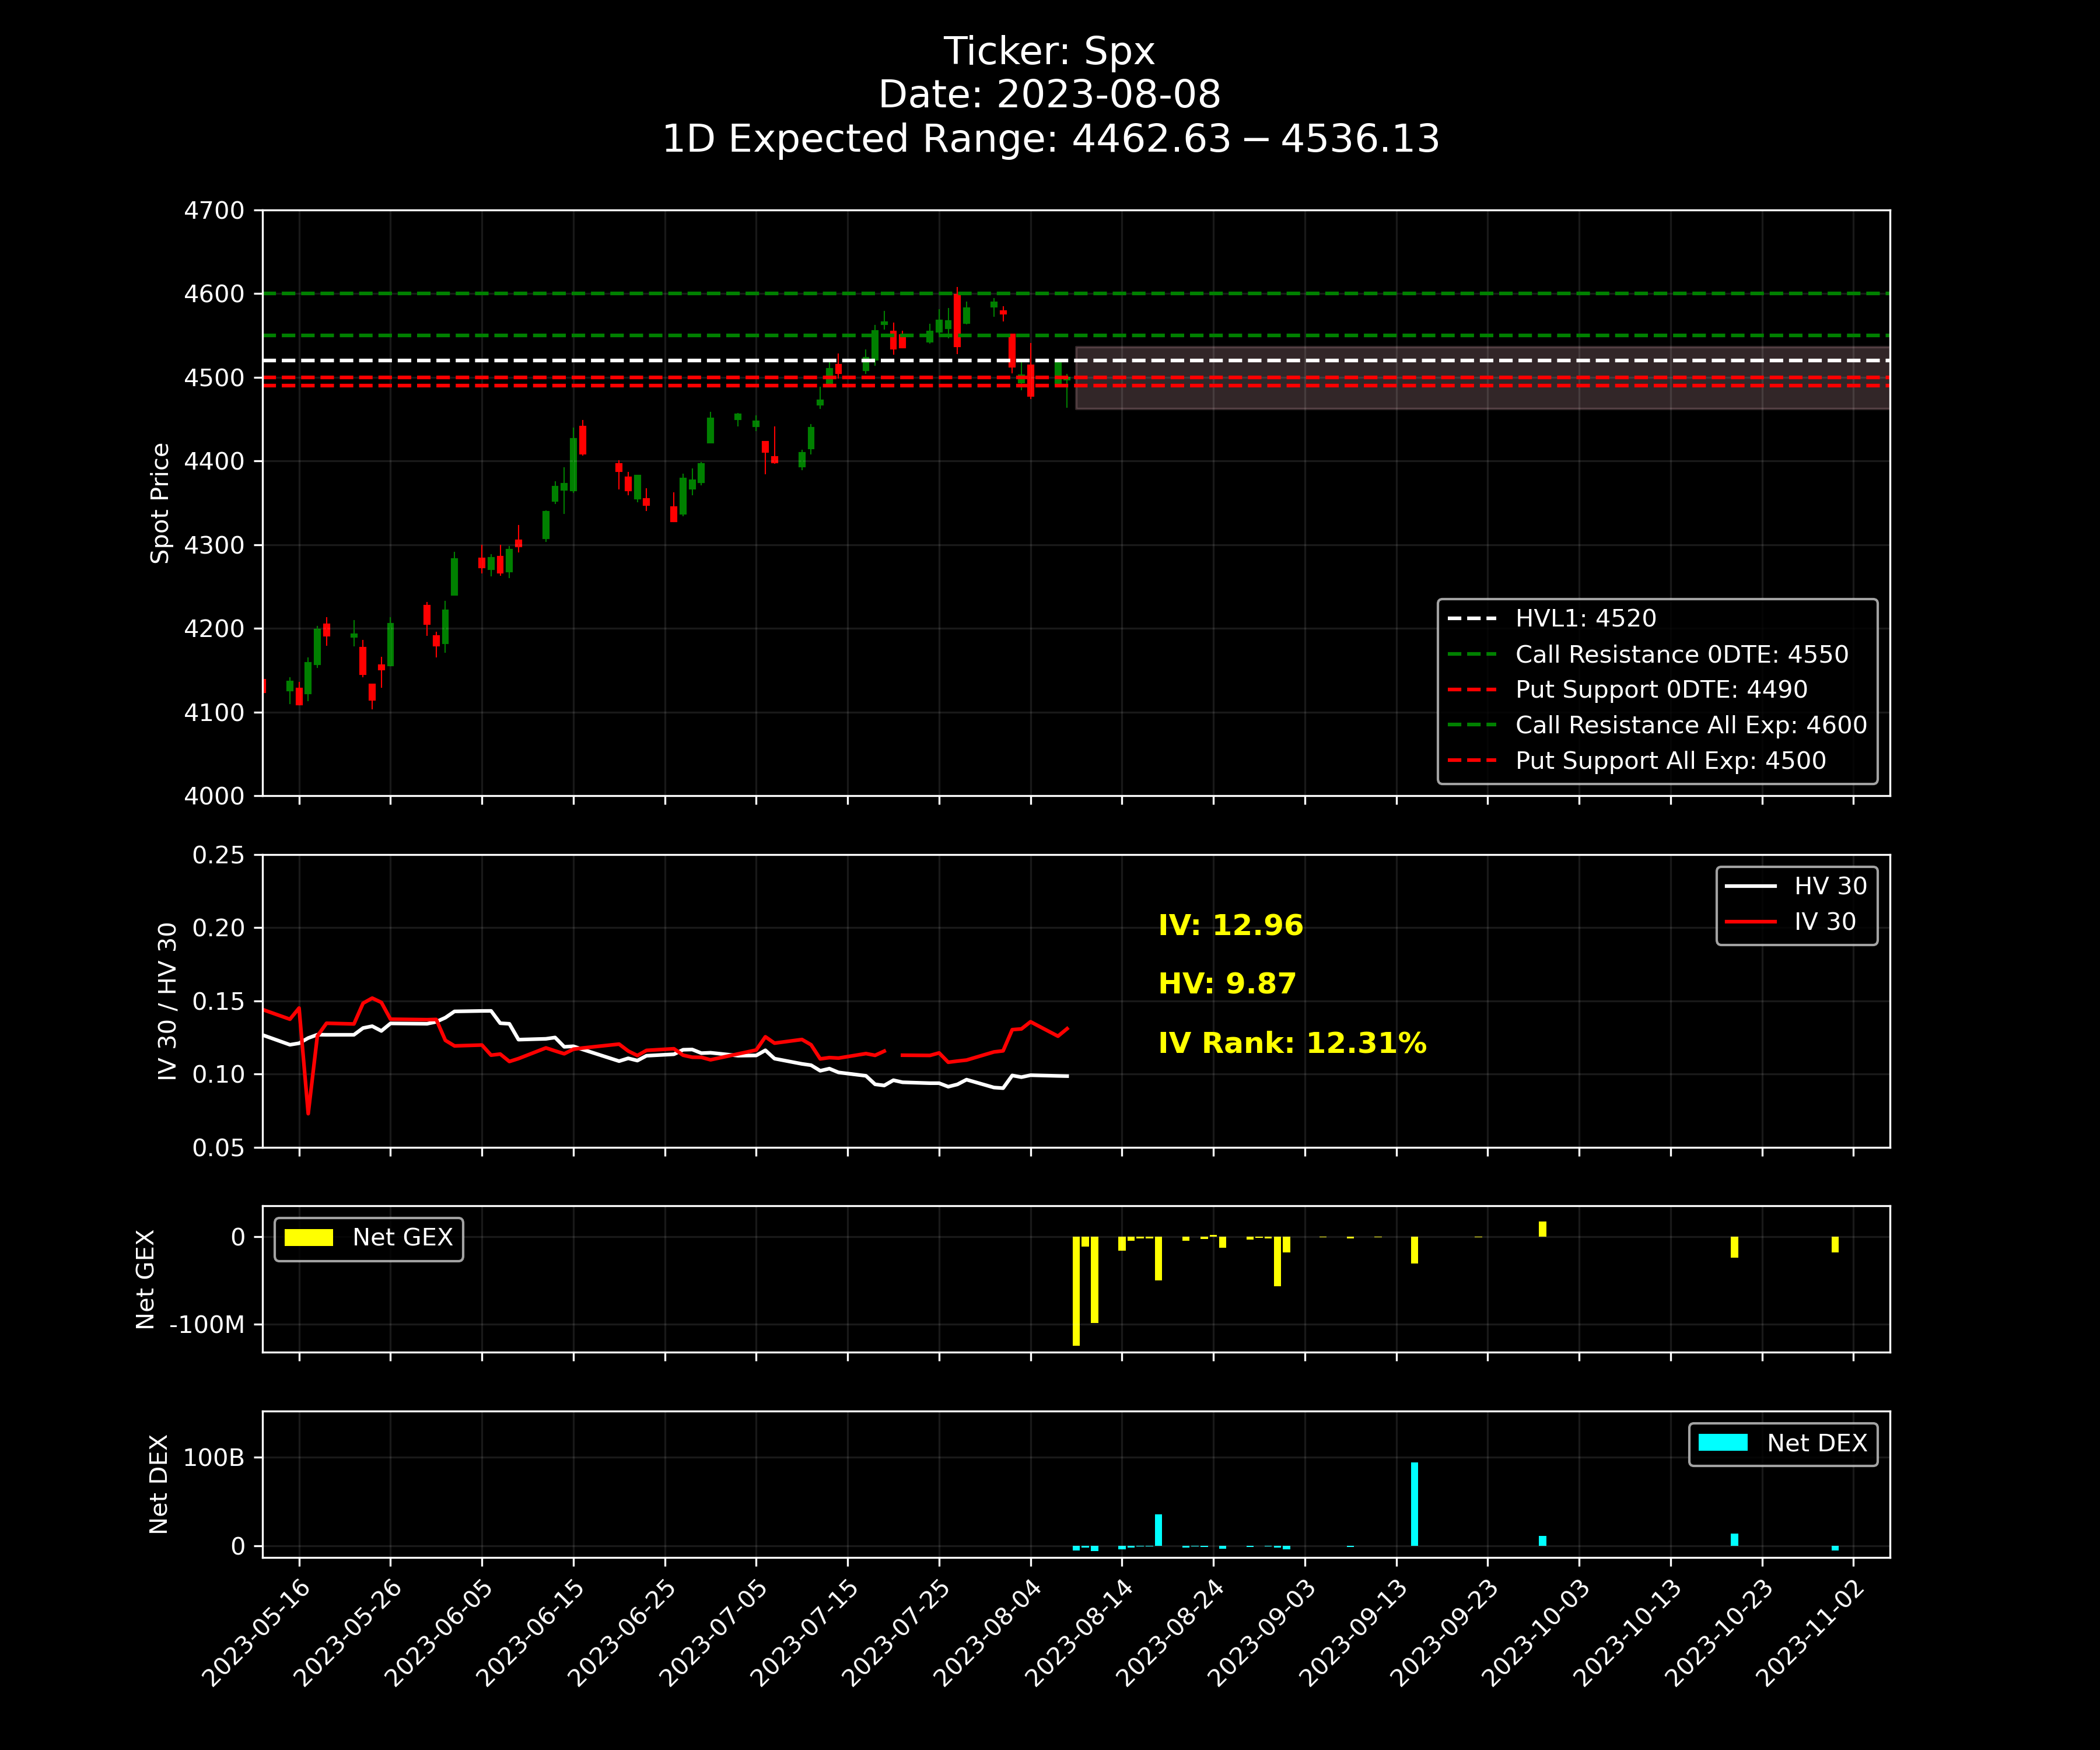 Ticker: Spx
Date: 2023-08-08
1D Expected Range: 4462.63 − 4536.13
4700
4600
4500
4400
4300
4200
4100
4000
Spot Price
HVL1: 4520
Call Resistance 0DTE: 4550
Put Support 0DTE: 4490
Call Resistance All Exp: 4600
Put Support All Exp: 4500
0.25
0.20
0.15
0.10
0.05
IV 30 / HV 30
HV 30
IV 30
IV: 12.96
HV: 9.87
IV Rank: 12.31%
Net GEX
0
-100M
Net GEX
Net DEX
100B
0
Net DEX
2023-05-16
2023-05-26
2023-06-05
2023-06-15
2023-06-25
2023-07-05
2023-07-15
2023-07-25
2023-08-04
2023-08-14
2023-08-24
2023-09-03
2023-09-13
2023-09-23
2023-10-03
2023-10-13
2023-10-23
2023-11-02